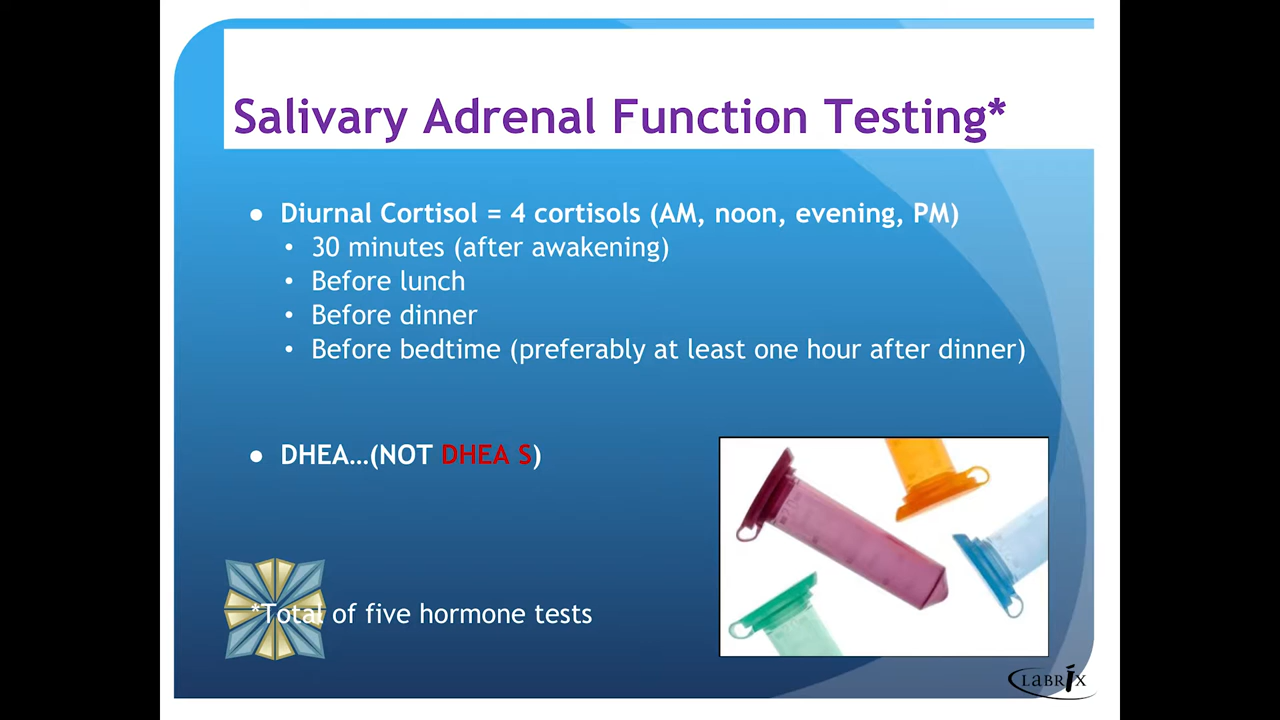 Salivary Adrenal Function Testing*
● Diurnal Cortisol = 4 cortisols (AM, noon, evening, PM)
• 30 minutes (after awakening)
• Before lunch
• Before dinner
• Before bedtime (preferably at least one hour after dinner)
● DHEA…(NOT DHEA S)
*Total of five hormone tests
LABRIX